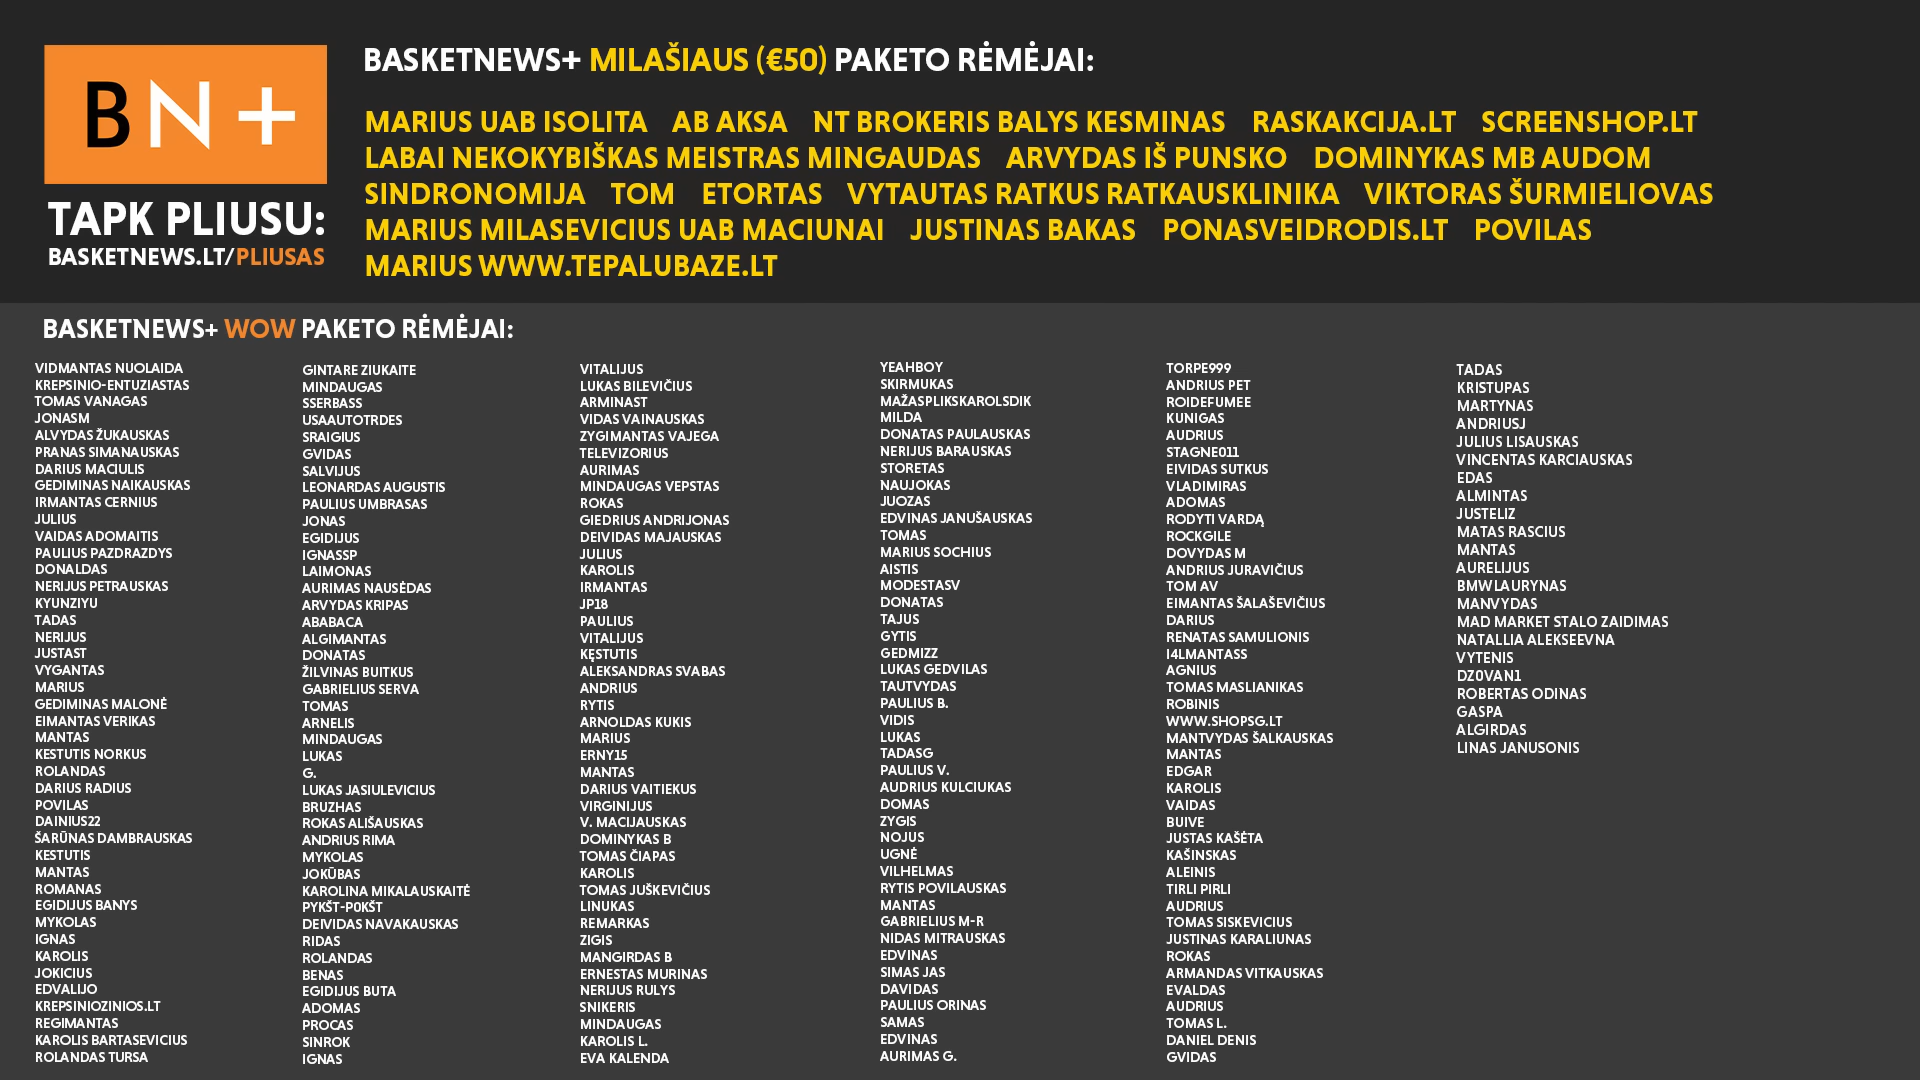 BN+
TAPK PLIUSU:
BASKETNEWS.LT/PLIUSAS
BASKETNEWS+ MILAŠIAUS (€50) PAKETO RĖMĖJAI:
MARIUS UAB ISOLITA AB AKSA NT BROKERIS BALYS KESMINAS RASKAKCIJA.LT SCREENSHOP.LT
LABAI NEKOKYBIŠKAS MEISTRAS MINGAUDAS ARVYDAS IŠ PUNSKO DOMINYKAS MB AUDOM
SINDRONOMIJA TOM ETORTAS VYTAUTAS RATKUS RATKAUSKLINIKA VIKTORAS ŠURMIELIOVAS
MARIUS MILASEVICIUS UAB MACIUNAI JUSTINAS BAKAS PONASVEIDRODIS.LT POVILAS
MARIUS WWW.TEPALUBAZE.LT
BASKETNEWS+ WOW PAKETO RĖMĖJAI:
VIDMANTAS NUOLAIDA
KREPSINIO-ENTUZIASTAS
TOMAS VANAGAS
JONASM
ALVYDAS ŽUKAUSKAS
PRANAS SIMANAUSKAS
DARIUS MACIULIS
GEDIMINAS NAIKAUSKAS
IRMANTAS CERNIUS
JULIUS
VAIDAS ADOMAITIS
PAULIUS PAZDRAZDYS
DONALDAS
NERIJUS PETRAUSKAS
KYUNZIYU
TADAS
NERIJUS
JUSTAST
VYGANTAS
MARIUS
GEDIMINAS MALONĖ
EIMANTAS VERIKAS
MANTAS
KESTUTIS NORKUS
ROLANDAS
DARIUS RADIUS
POVILAS
DAINIUS22
ŠARŪNAS DAMBRAUSKAS
KESTUTIS
MANTAS
ROMANAS
EGIDIJUS BANYS
MYKOLAS
IGNAS
KAROLIS
JOKICIUS
EDVALIJO
KREPSINIOZINIOS.LT
REGIMANTAS
KAROLIS BARTASEVICIUS
ROLANDAS TURSA
GINTARE ZIUKAITE
MINDAUGAS
SSERBASS
USAAUTOTRDES
SRAIGIUS
GVIDAS
SALVIJUS
LEONARDAS AUGUSTIS
PAULIUS UMBRASAS
JONAS
EGIDIJUS
IGNASSP
LAIMONAS
AURIMAS NAUSĖDAS
ARVYDAS KRIPAS
ABABACA
ALGIMANTAS
DONATAS
ŽILVINAS BUITKUS
GABRIELIUS SERVA
TOMAS
ARNELIS
MINDAUGAS
LUKAS
G.
LUKAS JASIULEVICIUS
BRUZHAS
ROKAS ALIŠAUSKAS
ANDRIUS RIMA
MYKOLAS
JOKŪBAS
KAROLINA MIKALAUSKAITĖ
PYKŠT-P0KŠT
DEIVIDAS NAVAKAUSKAS
RIDAS
ROLANDAS
BENAS
EGIDIJUS BUTA
ADOMAS
PROCAS
SINROK
IGNAS
VITALIJUS
LUKAS BILEVIČIUS
ARMINAST
VIDAS VAINAUSKAS
ZYGIMANTAS VAJEGA
TELEVIZORIUS
AURIMAS
MINDAUGAS VEPSTAS
ROKAS
GIEDRIUS ANDRIJONAS
DEIVIDAS MAJAUSKAS
JULIUS
KAROLIS
IRMANTAS
JP18
PAULIUS
VITALIJUS
KĘSTUTIS
ALEKSANDRAS SVABAS
ANDRIUS
RYTIS
ARNOLDAS KUKIS
MARIUS
ERNY15
MANTAS
DARIUS VAITIEKUS
VIRGINIJUS
V. MACIJAUSKAS
DOMINYKAS B
TOMAS ČIAPAS
KAROLIS
TOMAS JUŠKEVIČIUS
LINUKAS
REMARKAS
ZIGIS
MANGIRDAS B
ERNESTAS MURINAS
NERIJUS RULYS
SNIKERIS
MINDAUGAS
KAROLIS L.
EVA KALENDA
YEAHBOY
SKIRMUKAS
MAŽASPLIKSKAROLSDIK
MILDA
DONATAS PAULAUSKAS
NERIJUS BARAUSKAS
STORETAS
NAUJOKAS
JUOZAS
EDVINAS JANUŠAUSKAS
TOMAS
MARIUS SOCHIUS
AISTIS
MODESTASV
DONATAS
TAJUS
GYTIS
GEDMIZZ
LUKAS GEDVILAS
TAUTVYDAS
PAULIUS B.
VIDIS
LUKAS
TADASG
PAULIUS V.
AUDRIUS KULCIUKAS
DOMAS
ZYGIS
NOJUS
UGNĖ
VILHELMAS
RYTIS POVILAUSKAS
MANTAS
GABRIELIUS M-R
NIDAS MITRAUSKAS
EDVINAS
SIMAS JAS
DAVIDAS
PAULIUS ORINAS
SAMAS
EDVINAS
AURIMAS G.
TORPE999
ANDRIUS PET
ROIDEFUMEE
KUNIGAS
AUDRIUS
STAGNE011
EIVIDAS SUTKUS
VLADIMIRAS
ADOMAS
RODYTI VARDĄ
ROCKGILE
DOVYDAS M
ANDRIUS JURAVIČIUS
TOM AV
EIMANTAS ŠALAŠEVIČIUS
DARIUS
RENATAS SAMULIONIS
I4LMANTASS
AGNIUS
TOMAS MASLIANIKAS
ROBINIS
WWW.SHOPSG.LT
MANTVYDAS ŠALKAUSKAS
MANTAS
EDGAR
KAROLIS
VAIDAS
BUIVE
JUSTAS KAŠĖTA
KAŠINSKAS
ALEINIS
TIRLI PIRLI
AUDRIUS
TOMAS SISKEVICIUS
JUSTINAS KARALIUNAS
ROKAS
ARMANDAS VITKAUSKAS
EVALDAS
AUDRIUS
TOMAS L.
DANIEL DENIS
GVIDAS
TADAS
KRISTUPAS
MARTYNAS
ANDRIUSJ
JULIUS LISAUSKAS
VINCENTAS KARCIAUSKAS
EDAS
ALMINTAS
JUSTELIZ
MATAS RASCIUS
MANTAS
AURELIJUS
BMWLAURYNAS
MANVYDAS
MAD MARKET STALO ZAIDIMAS
NATALLIA ALEKSEEVNA
VYTENIS
DZ0VAN1
ROBERTAS ODINAS
GASPA
ALGIRDAS
LINAS JANUSONIS